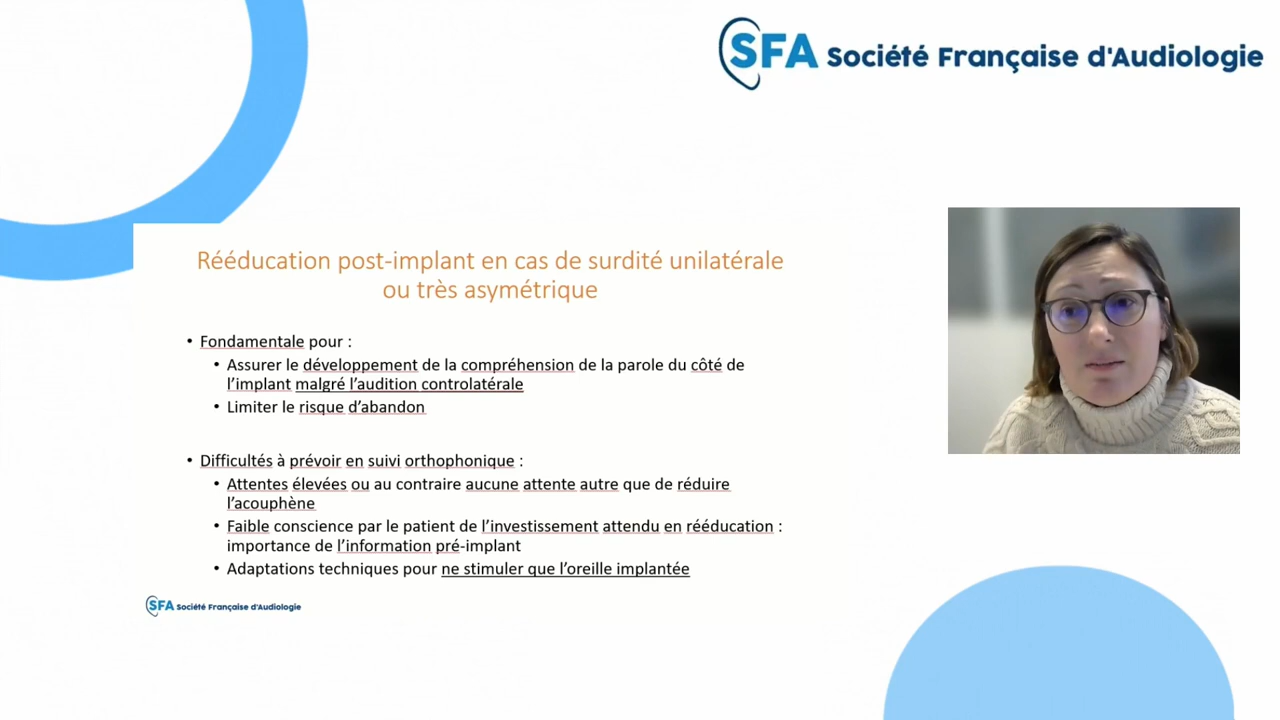 SFA Société Française d'Audiologie
Rééducation post-implant en cas de surdité unilatérale
ou très asymétrique
• Fondamentale pour :
• Assurer le développement de la compréhension de la parole du côté de
l’implant malgré l’audition controlatérale
• Limiter le risque d’abandon
• Difficultés à prévoir en suivi orthophonique :
• Attentes élevées ou au contraire aucune attente autre que de réduire
l’acouphène
• Faible conscience par le patient de l’investissement attendu en rééducation :
importance de l’information pré-implant
• Adaptations techniques pour ne stimuler que l’oreille implantée
SFA Société Française d'Audiologie